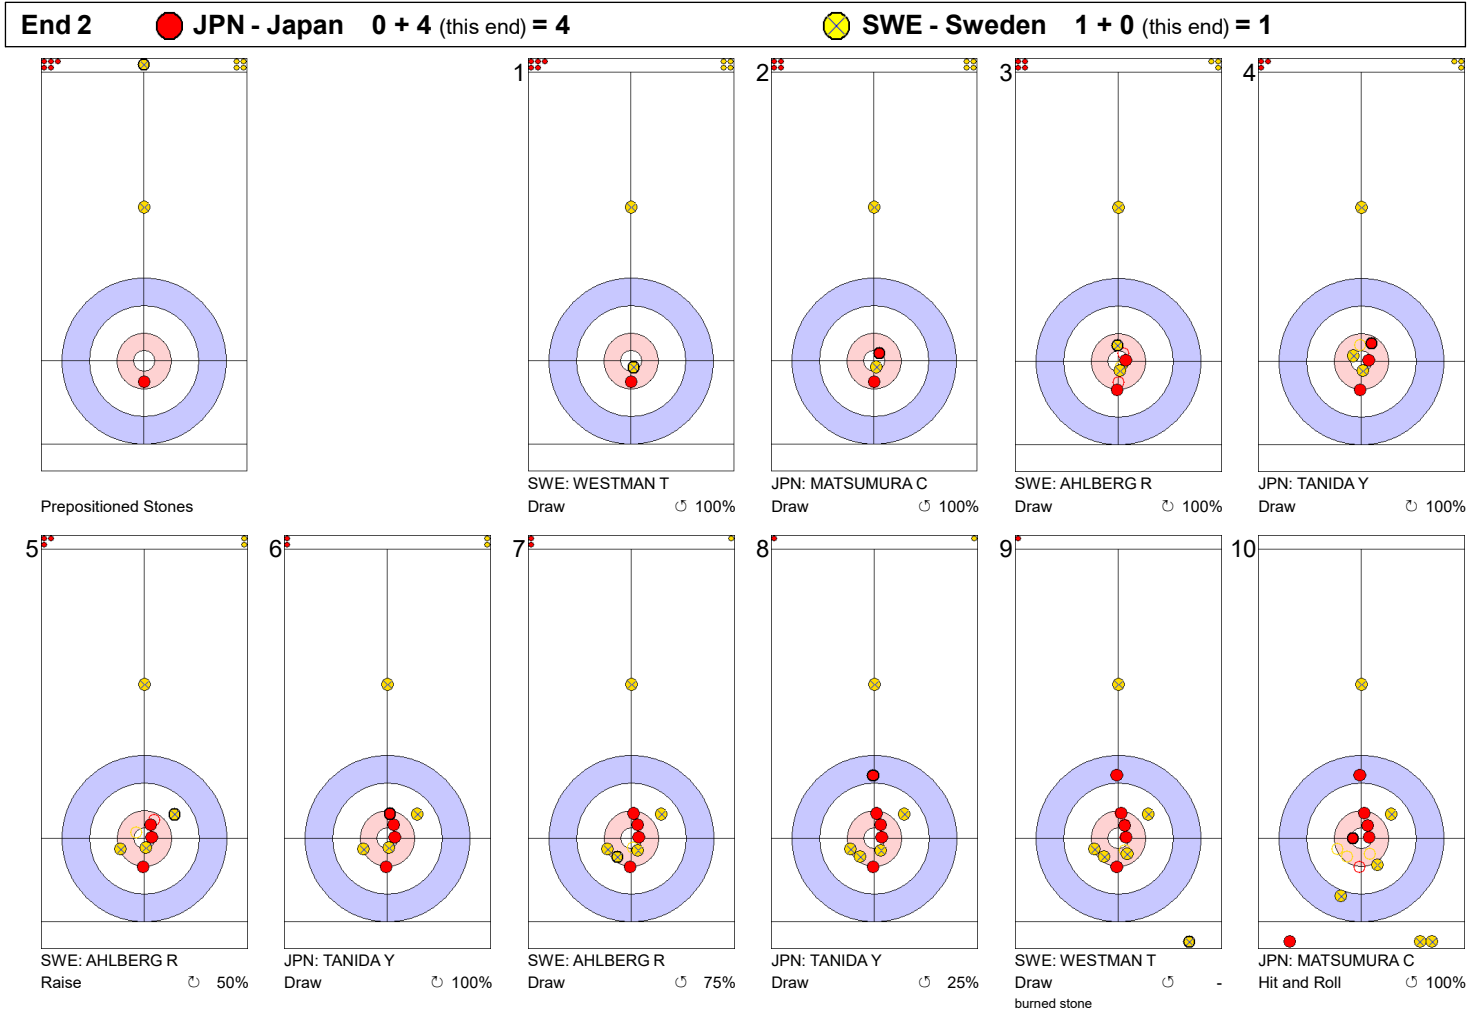 End 2 JPN - Japan 0 + 4 (this end) = 4 SWE - Sweden 1 + 0 (this end) = 1
1 2 3 4
SWE: WESTMAN T JPN: MATSUMURA C SWE: AHLBERG R JPN: TANIDA Y
Prepositioned Stones Draw 100% Draw 100% Draw 100% Draw 100%
5 6 7 8 9 10
SWE: AHLBERG R JPN: TANIDA Y SWE: AHLBERG R JPN: TANIDA Y SWE: WESTMAN T JPN: MATSUMURA C
Raise 50% Draw 100% Draw 75% Draw 25% Draw - Hit and Roll 100%
burned stone